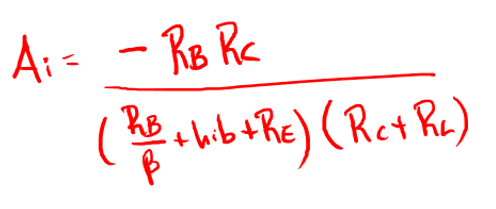 Ai = -RB RC / ((RB/β + hib + RE)(RC + RL))